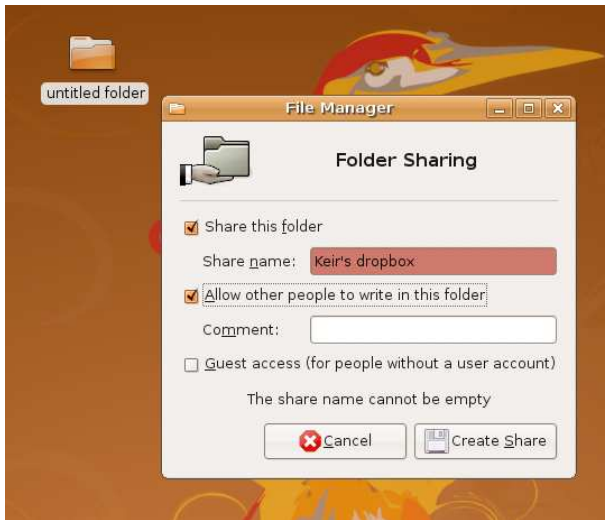 untitled folder
File Manager
Folder Sharing
Share this folder
Share name: Keir's dropbox
Allow other people to write in this folder
Comment:
Guest access (for people without a user account)
The share name cannot be empty
Cancel Create Share